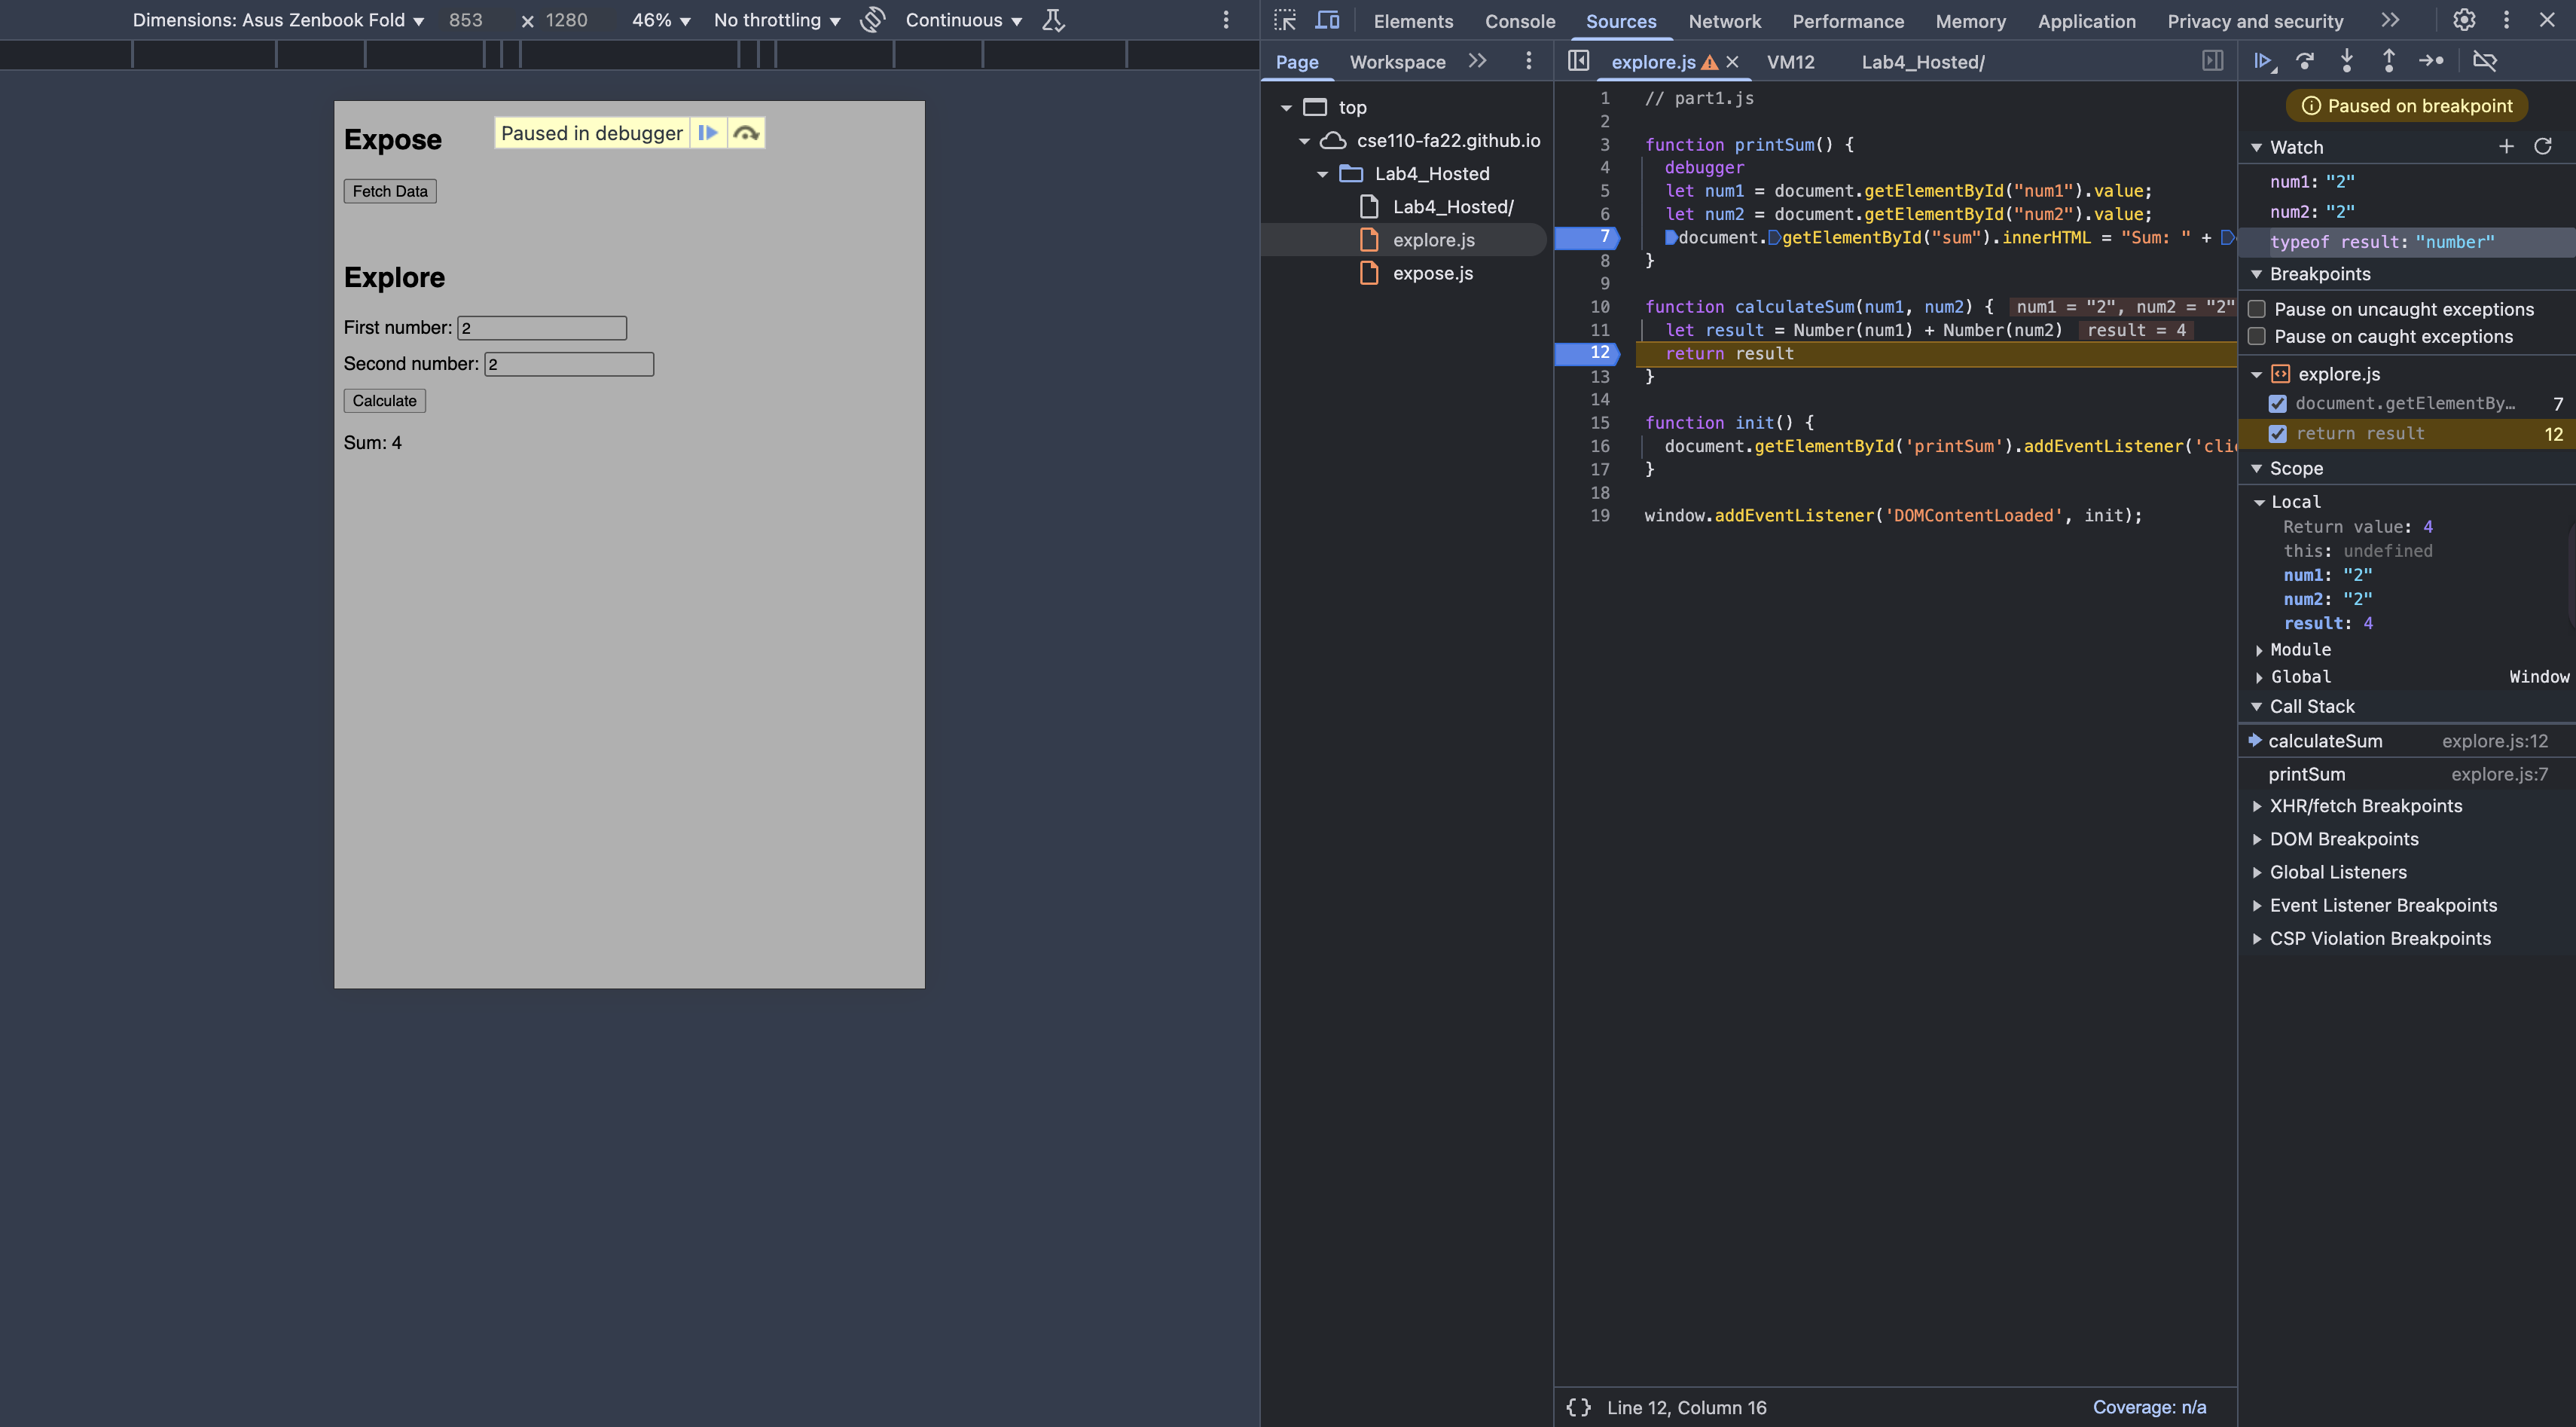 Dimensions: Asus Zenbook Fold 853 × 1280 46% No throttling Continuous
Expose
Paused in debugger
Fetch Data
Explore
First number: 2
Second number: 2
Calculate
Sum: 4
Elements Console Sources Network Performance Memory Application Privacy and security
Page Workspace
top
cse110-fa22.github.io
Lab4_Hosted
Lab4_Hosted/
explore.js
expose.js
explore.js VM12 Lab4_Hosted/
1 // part1.js
2
3 function printSum() {
4 debugger
5 let num1 = document.getElementById("num1").value;
6 let num2 = document.getElementById("num2").value;
7 document.getElementById("sum").innerHTML = "Sum: " +
8 }
9
10 function calculateSum(num1, num2) { num1 = "2", num2 = "2"
11 let result = Number(num1) + Number(num2) result = 4
12 return result
13 }
14
15 function init() {
16 document.getElementById('printSum').addEventListener('clic
17 }
18
19 window.addEventListener('DOMContentLoaded', init);
{ } Line 12, Column 16 Coverage: n/a
Paused on breakpoint
Watch
num1: "2"
num2: "2"
typeof result: "number"
Breakpoints
Pause on uncaught exceptions
Pause on caught exceptions
explore.js
document.getElementBy… 7
return result 12
Scope
Local
Return value: 4
this: undefined
num1: "2"
num2: "2"
result: 4
Module
Global Window
Call Stack
calculateSum explore.js:12
printSum explore.js:7
XHR/fetch Breakpoints
DOM Breakpoints
Global Listeners
Event Listener Breakpoints
CSP Violation Breakpoints